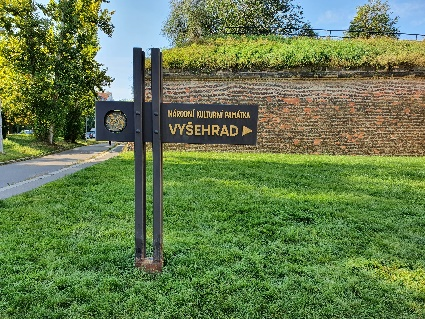 NÁRODNÍ KULTURNÍ PAMÁTKA
VYŠEHRAD